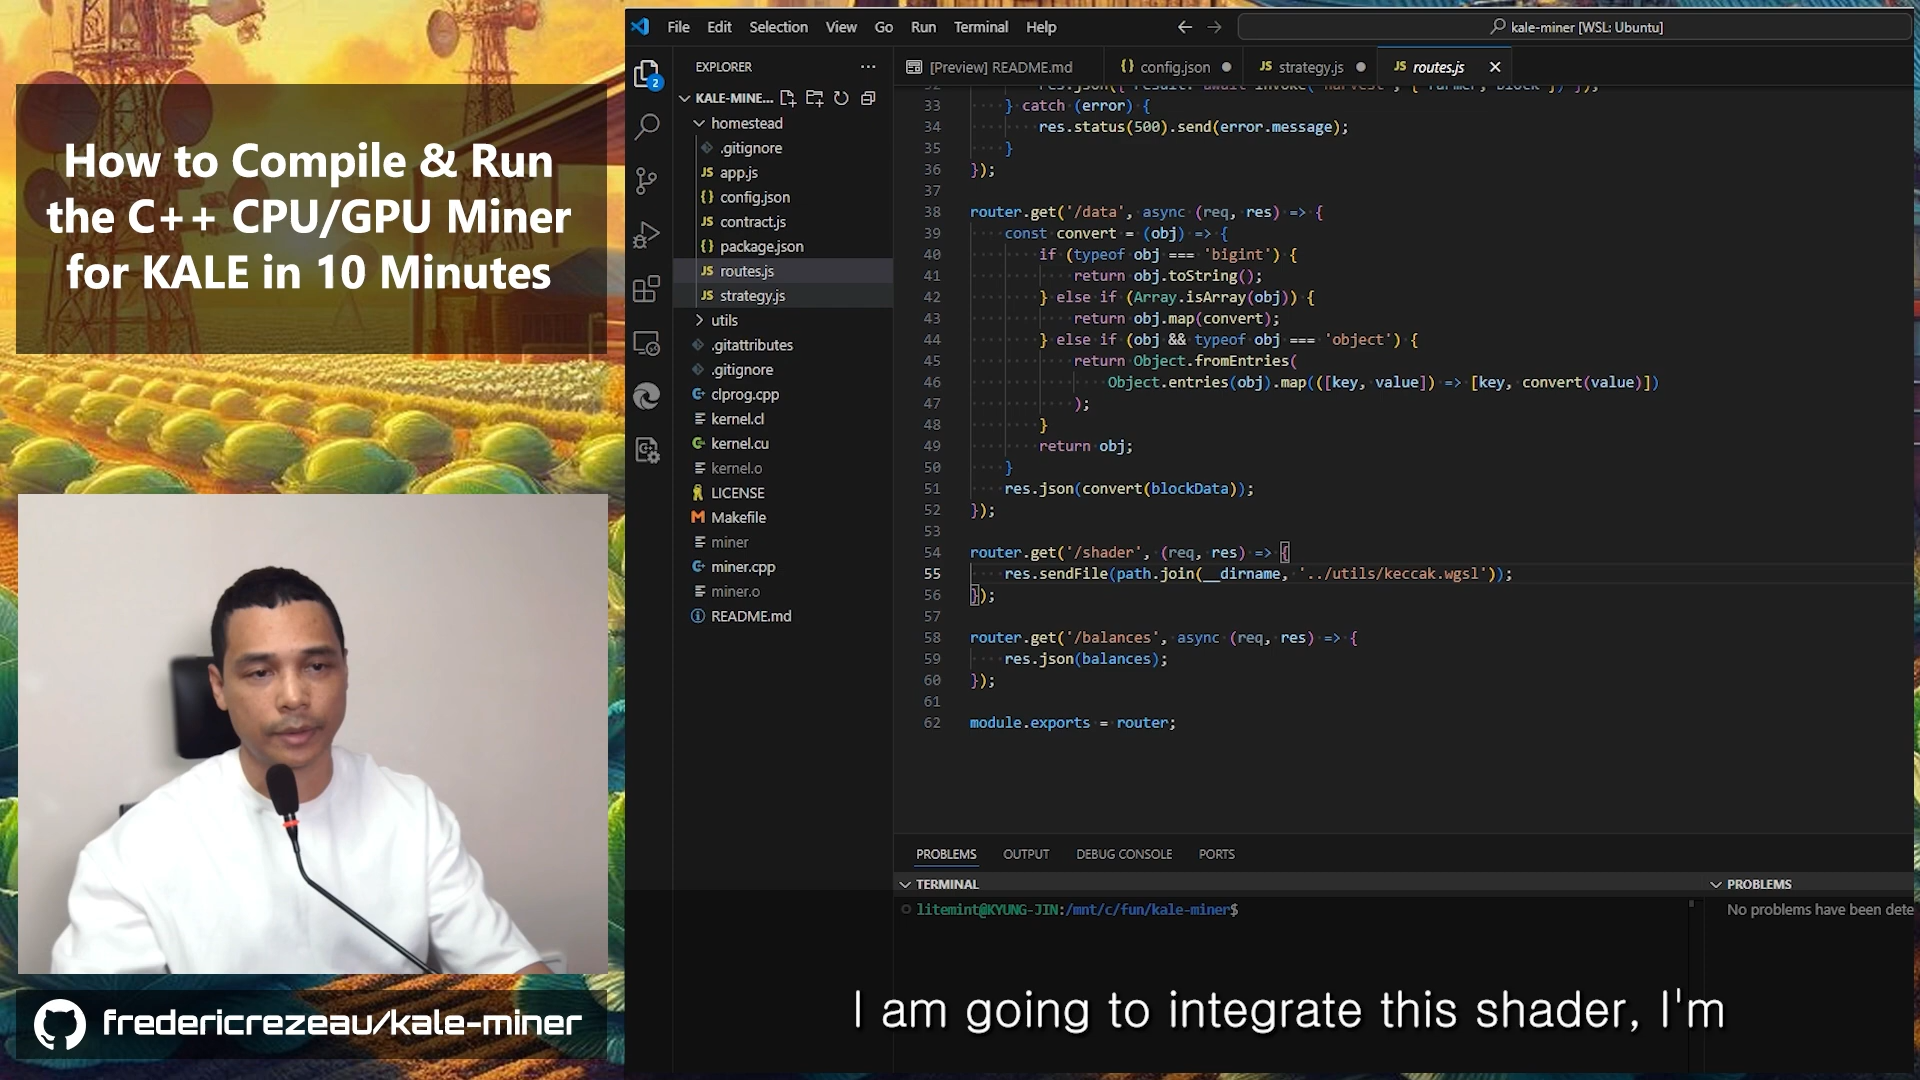 How to Compile & Run
the C++ CPU/GPU Miner
for KALE in 10 Minutes
fredericrezeau/kale-miner
File Edit Selection View Go Run Terminal Help
kale-miner [WSL: Ubuntu]
EXPLORER
KALE-MINE...
homestead
.gitignore
app.js
config.json
contract.js
package.json
routes.js
strategy.js
utils
.gitattributes
.gitignore
clprog.cpp
kernel.cl
kernel.cu
kernel.o
LICENSE
Makefile
miner
miner.cpp
miner.o
README.md
2
[Preview] README.md config.json strategy.js routes.js
33 } catch (error) {
34 res.status(500).send(error.message);
35 }
36 });
37
38 router.get('/data', async (req, res) => {
39 const convert = (obj) => {
40 if (typeof obj === 'bigint') {
41 return obj.toString();
42 } else if (Array.isArray(obj)) {
43 return obj.map(convert);
44 } else if (obj && typeof obj === 'object') {
45 return Object.fromEntries(
46 Object.entries(obj).map(([key, value]) => [key, convert(value)])
47 );
48 }
49 return obj;
50 }
51 res.json(convert(blockData));
52 });
53
54 router.get('/shader', (req, res) => {
55 res.sendFile(path.join(__dirname, '../utils/keccak.wgsl'));
56 });
57
58 router.get('/balances', async (req, res) => {
59 res.json(balances);
60 });
61
62 module.exports = router;
PROBLEMS OUTPUT DEBUG CONSOLE PORTS
TERMINAL
litemint@KYUNG-JIN:/mnt/c/fun/kale-miner$
PROBLEMS
No problems have been dete
I am going to integrate this shader, I'm